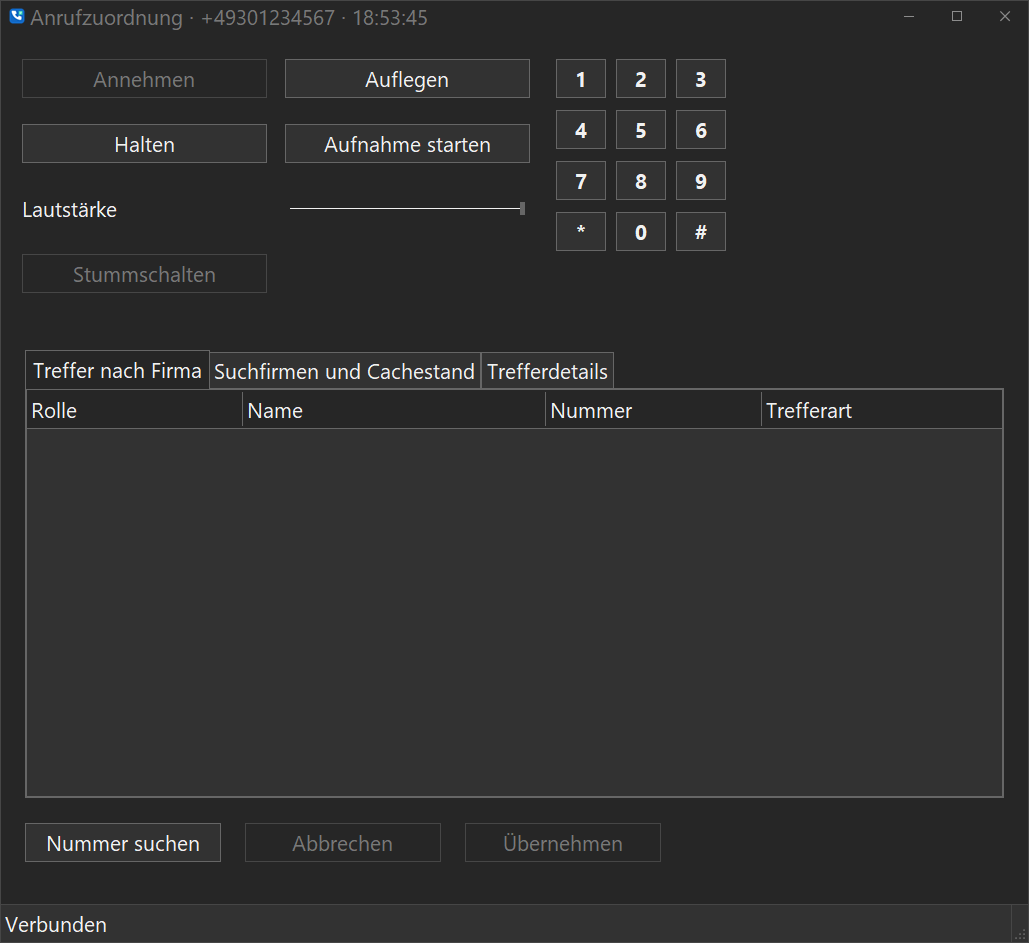 Anrufzuordnung · +49301234567 · 18:53:45
Annehmen
Auflegen
1 2 3
Halten
Aufnahme starten
4 5 6
7 8 9
Lautstärke
* 0 #
Stummschalten
Treffer nach Firma
Suchfirmen und Cachestand
Trefferdetails
Rolle Name Nummer Trefferart
Nummer suchen
Abbrechen
Übernehmen
Verbunden